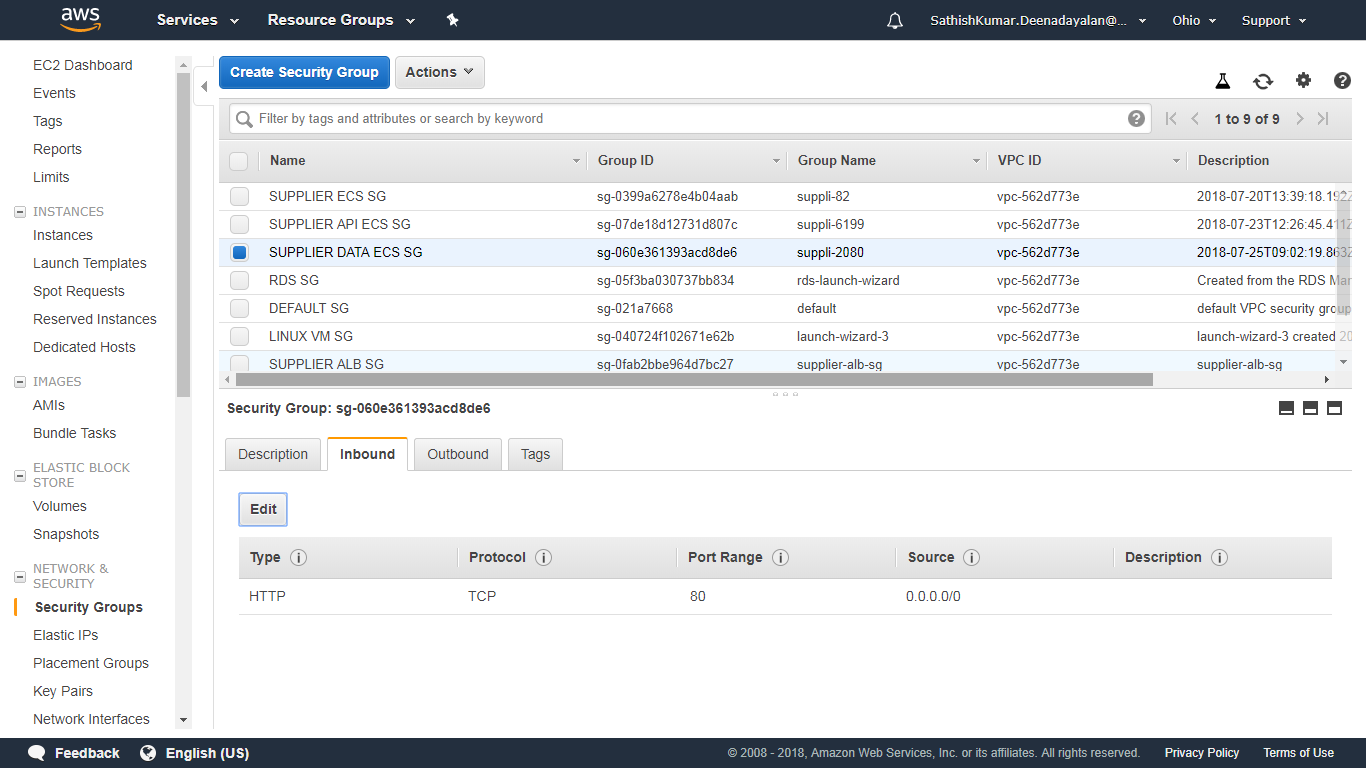 aws Services Resource Groups SathishKumar.Deenadayalan@... Ohio Support
EC2 Dashboard
Events
Tags
Reports
Limits
INSTANCES
Instances
Launch Templates
Spot Requests
Reserved Instances
Dedicated Hosts
IMAGES
AMIs
Bundle Tasks
ELASTIC BLOCK
STORE
Volumes
Snapshots
NETWORK &
SECURITY
Security Groups
Elastic IPs
Placement Groups
Key Pairs
Network Interfaces
Create Security Group Actions
Filter by tags and attributes or search by keyword 1 to 9 of 9
Name Group ID Group Name VPC ID Description
SUPPLIER ECS SG sg-0399a6278e4b04aab suppli-82 vpc-562d773e 2018-07-20T13:39:18.192Z
SUPPLIER API ECS SG sg-07de18d12731d807c suppli-6199 vpc-562d773e 2018-07-23T12:26:45.411Z
SUPPLIER DATA ECS SG sg-060e361393acd8de6 suppli-2080 vpc-562d773e 2018-07-25T09:02:19.863Z
RDS SG sg-05f3ba030737bb834 rds-launch-wizard vpc-562d773e Created from the RDS Man
DEFAULT SG sg-021a7668 default vpc-562d773e default VPC security group
LINUX VM SG sg-040724f102671e62b launch-wizard-3 vpc-562d773e launch-wizard-3 created 20
SUPPLIER ALB SG sg-0fab2bbe964d7bc27 supplier-alb-sg vpc-562d773e supplier-alb-sg
Security Group: sg-060e361393acd8de6
Description Inbound Outbound Tags
Edit
Type Protocol Port Range Source Description
HTTP TCP 80 0.0.0.0/0
Feedback English (US) © 2008 - 2018, Amazon Web Services, Inc. or its affiliates. All rights reserved. Privacy Policy Terms of Use